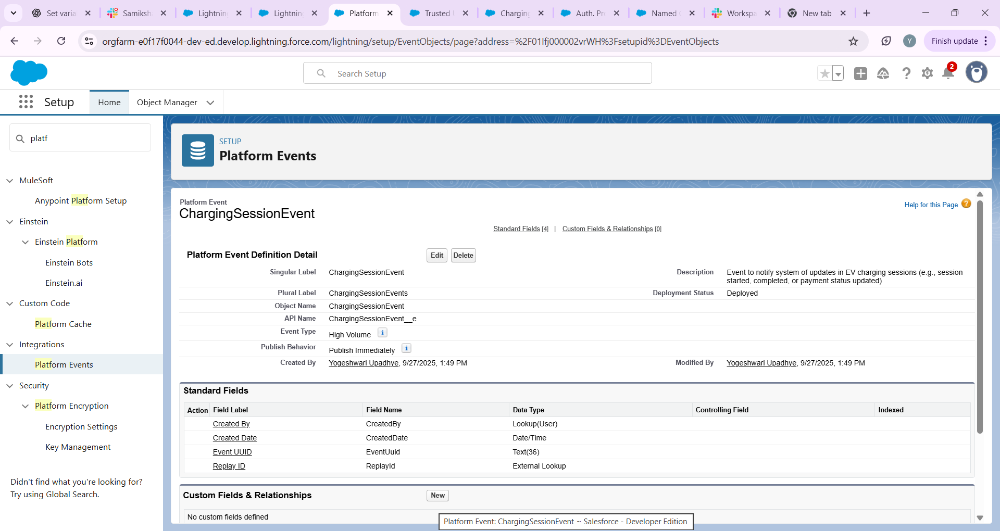 Set varia
Samiksh
Lightnin
Lightnin
Platform
Trusted
Charging
Auth. Pr
Named
Workspa
New tab
orgfarm-e0f17f0044-dev-ed.develop.lightning.force.com/lightning/setup/EventObjects/page?address=%2F01Ifj000002vrWH%3Fsetupid%3DEventObjects
Y
Finish update
Search Setup
2
Setup
Home
Object Manager
platf
MuleSoft
Anypoint Platform Setup
Einstein
Einstein Platform
Einstein Bots
Einstein.ai
Custom Code
Platform Cache
Integrations
Platform Events
Security
Platform Encryption
Encryption Settings
Key Management
Didn't find what you're looking for?
Try using Global Search.
SETUP
Platform Events
Platform Event
ChargingSessionEvent
Help for this Page
Standard Fields [4] | Custom Fields & Relationships [0]
Platform Event Definition Detail
Edit
Delete
Singular Label ChargingSessionEvent
Description Event to notify system of updates in EV charging sessions (e.g., session
started, completed, or payment status updated)
Plural Label ChargingSessionEvents
Deployment Status Deployed
Object Name ChargingSessionEvent
API Name ChargingSessionEvent__e
Event Type High Volume
Publish Behavior Publish Immediately
Created By Yogeshwari Upadhye, 9/27/2025, 1:49 PM
Modified By Yogeshwari Upadhye, 9/27/2025, 1:49 PM
Standard Fields
Action Field Label Field Name Data Type Controlling Field Indexed
Created By CreatedBy Lookup(User)
Created Date CreatedDate Date/Time
Event UUID EventUuid Text(36)
Replay ID ReplayId External Lookup
Custom Fields & Relationships
New
No custom fields defined
Platform Event: ChargingSessionEvent ~ Salesforce - Developer Edition